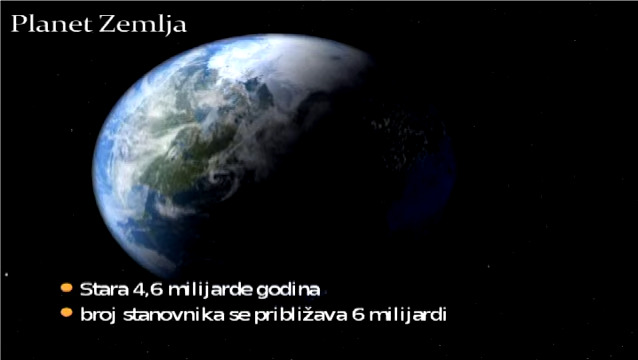 Planet Zemlja
Stara 4,6 milijarde godina
broj stanovnika se približava 6 milijardi